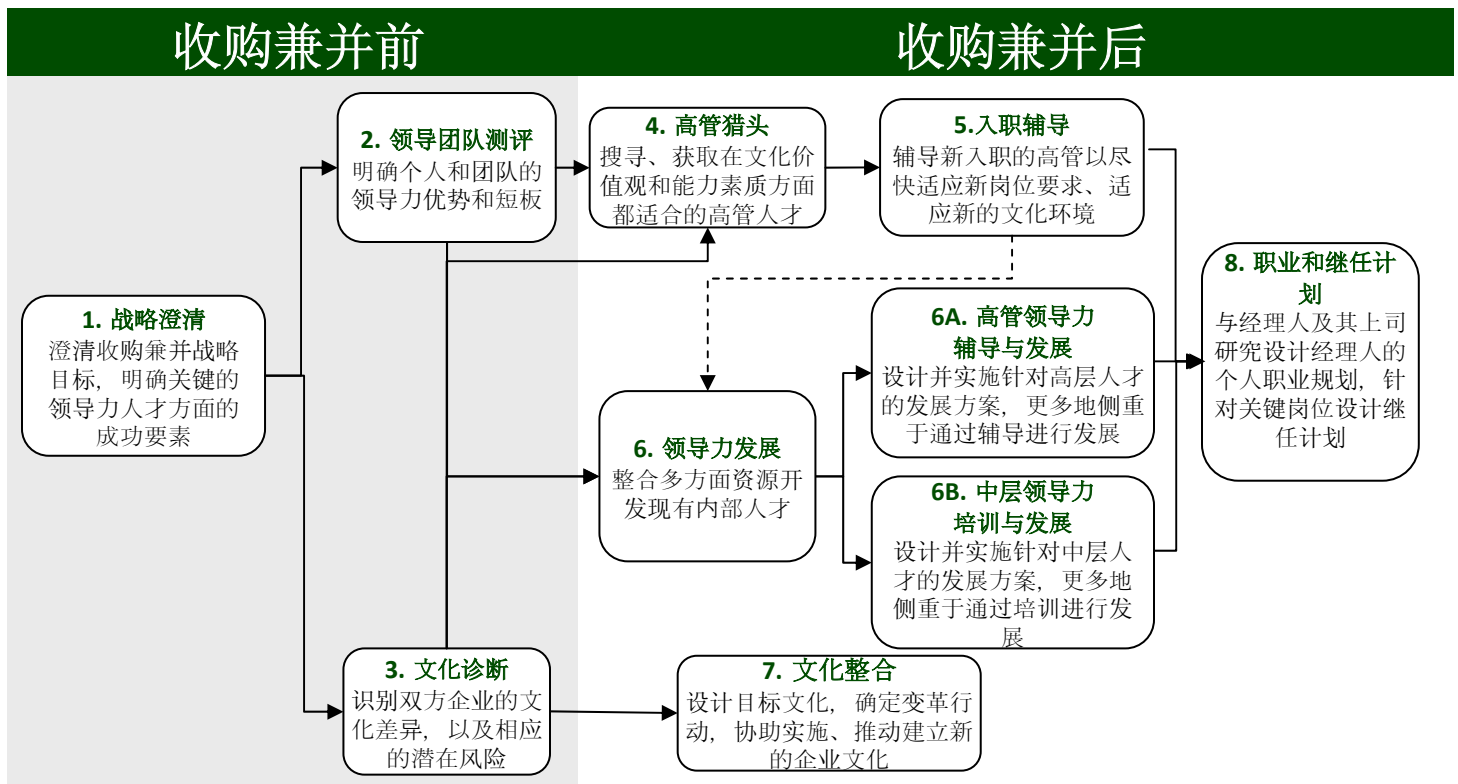 收购兼并前
收购兼并后
1. 战略澄清
澄清收购兼并战略
目标，明确关键的
领导力人才方面的
成功要素
2. 领导团队测评
明确个人和团队的
领导力优势和短板
3. 文化诊断
识别双方企业的文
化差异，以及相应
的潜在风险
4. 高管猎头
搜寻、获取在文化价
值观和能力素质方面
都适合的高管人才
5.入职辅导
辅导新入职的高管以尽
快适应新岗位要求、适
应新的文化环境
6. 领导力发展
整合多方面资源开
发现有内部人才
6A. 高管领导力
辅导与发展
设计并实施针对高层人才
的发展方案，更多地侧重
于通过辅导进行发展
6B. 中层领导力
培训与发展
设计并实施针对中层人
才的发展方案，更多地
侧重于通过培训进行发
展
7. 文化整合
设计目标文化，确定变革行
动，协助实施、推动建立新
的企业文化
8. 职业和继任计
划
与经理人及其上司
研究设计经理人的
个人职业规划，针
对关键岗位设计继
任计划